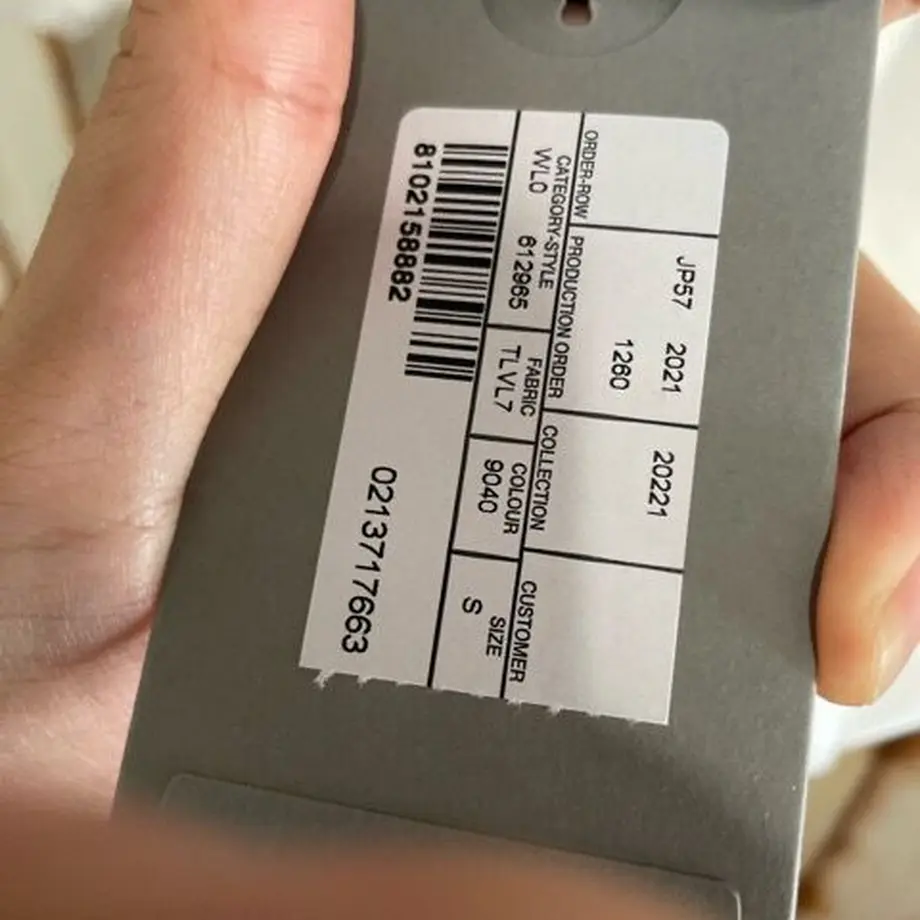 JP57 2021 20221
1260
ORDER-ROW PRODUCTION ORDER COLLECTION CUSTOMER
CATEGORY-STYLE FABRIC COLOUR SIZE
VVL0 612965 TLVL7 9040 S
8102158882 0213717663